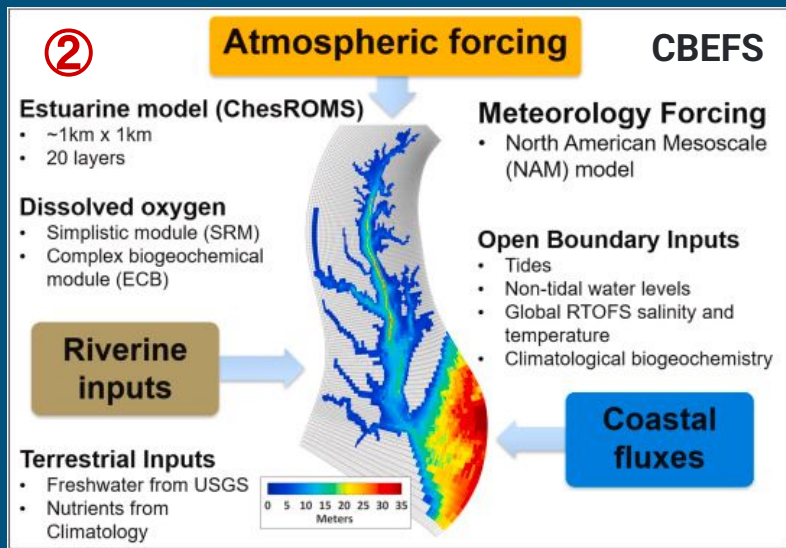 ②
Atmospheric forcing
CBEFS
Estuarine model (ChesROMS)
• ~1km x 1km
• 20 layers
Dissolved oxygen
• Simplistic module (SRM)
• Complex biogeochemical
module (ECB)
Riverine
inputs
Terrestrial Inputs
• Freshwater from USGS
• Nutrients from
Climatology
0 5 10 15 20 25 30 35
Meters
Meteorology Forcing
• North American Mesoscale
(NAM) model
Open Boundary Inputs
• Tides
• Non-tidal water levels
• Global RTOFS salinity and
temperature
• Climatological biogeochemistry
Coastal
fluxes